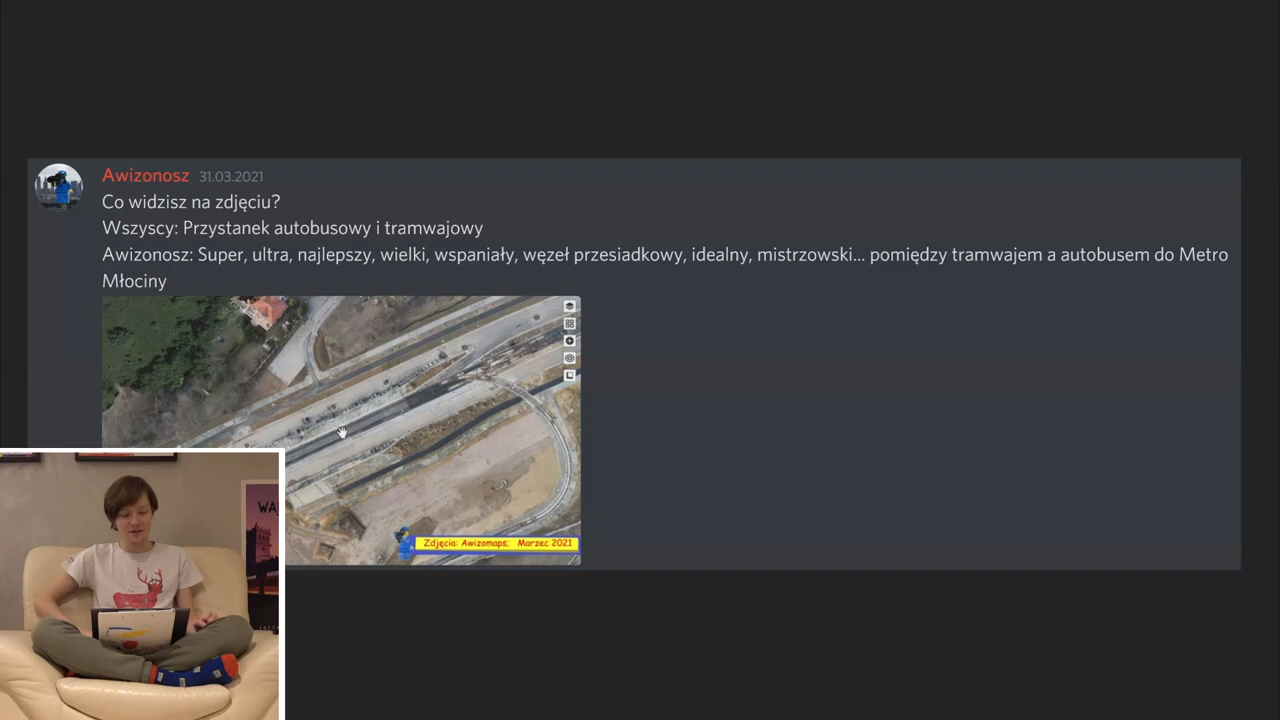 Awizonosz 31.03.2021
Co widzisz na zdjęciu?
Wszyscy: Przystanek autobusowy i tramwajowy
Awizonosz: Super, ultra, najlepszy, wielki, wspaniały, węzeł przesiadkowy, idealny, mistrzowski... pomiędzy tramwajem a autobusem do Metro
Młociny
Zdjęcia: Awizomaps; Marzec 2021
WA